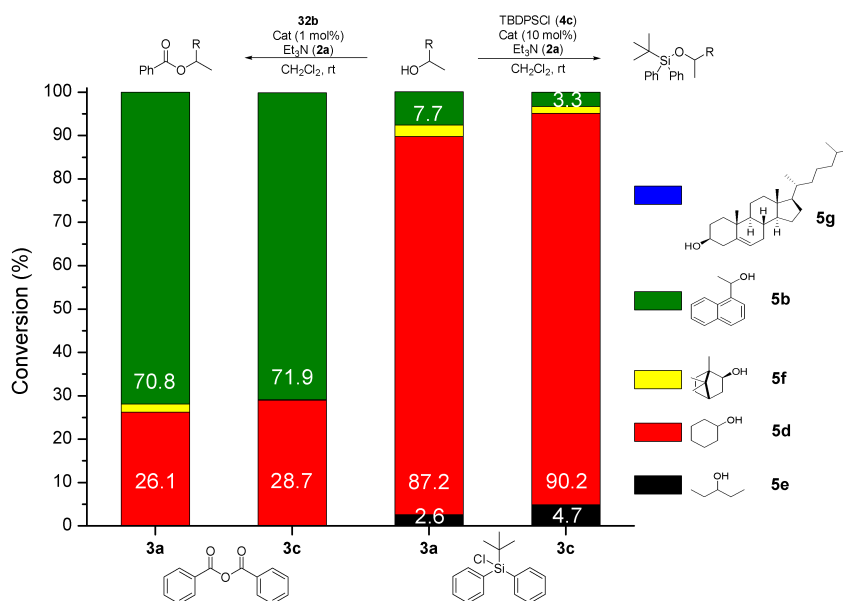 32b
Cat (1 mol%)
Et3N (2a)
CH2Cl2, rt
TBDPSCl (4c)
Cat (10 mol%)
Et3N (2a)
CH2Cl2, rt
O
R
Ph
O
R
HO
O
R
Si
Ph
Ph
Conversion (%)
100
90
80
70
60
50
40
30
20
10
0
70.8
26.1
71.9
28.7
7.7
87.2
2.6
3.3
90.2
4.7
3a
3c
3a
3c
H
H
H
HO
5g
OH
5b
OH
5f
OH
5d
OH
5e
O
O
O
Cl
Si